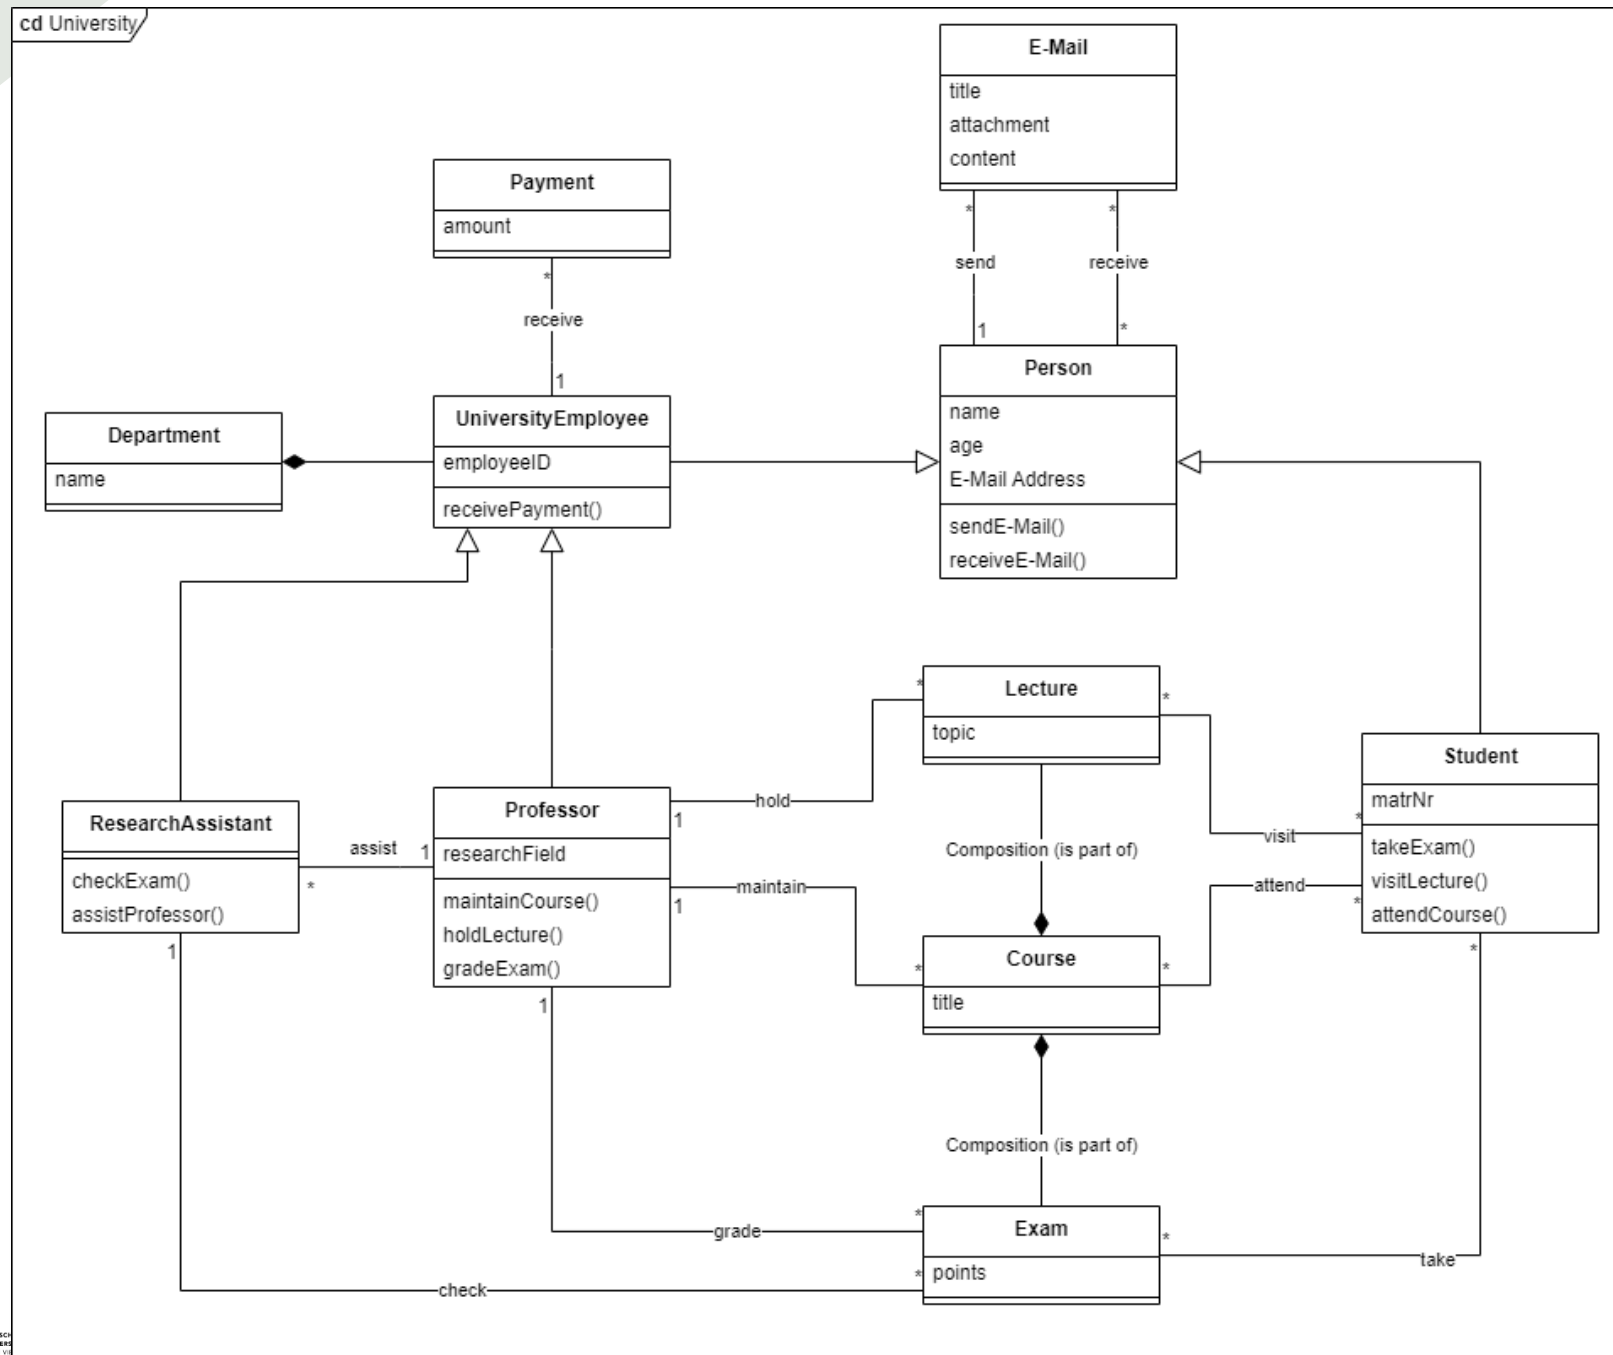 cd University
E-Mail
title
attachment
content
*
*
send
receive
1
*
Payment
amount
*
receive
1
Person
name
age
E-Mail Address
sendE-Mail()
receiveE-Mail()
Department
name
UniversityEmployee
employeeID
receivePayment()
Lecture
topic
*
*
Student
matrNr
takeExam()
visitLecture()
attendCourse()
*
*
*
visit
attend
ResearchAssistant
checkExam()
assistProfessor()
assist
1
*
1
Professor
researchField
maintainCourse()
holdLecture()
gradeExam()
1
hold
1
maintain
1
Composition (is part of)
Course
title
*
*
Composition (is part of)
Exam
points
*
*
*
grade
check
take